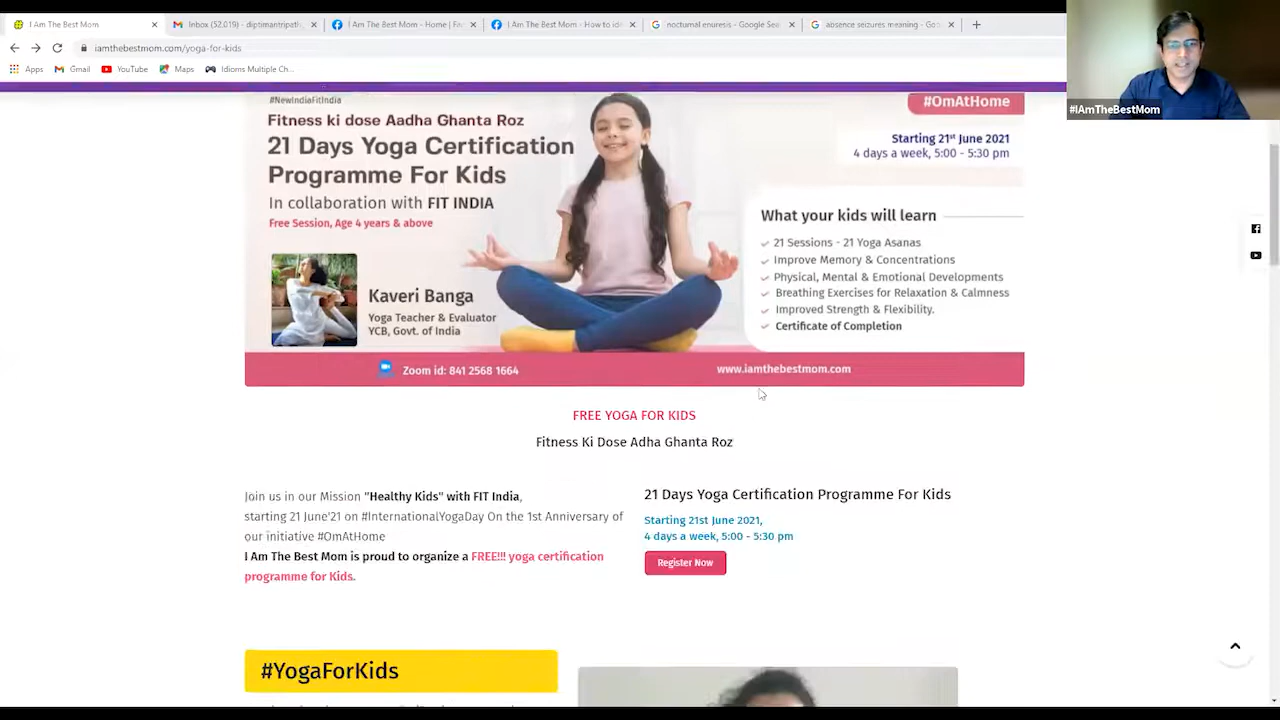 I Am The Best Mom
Inbox (52,019) - diptimantripath
I Am The Best Mom - Home | Fa
I Am The Best Mom - How to id
nocturnal enuresis - Google Sea
absence seizures meaning - Go
iamthebestmom.com/yoga-for-kids
Apps
Gmail
YouTube
Maps
Idioms Multiple Ch...
#IAmTheBestMom
#NewIndiaFitIndia
Fitness ki dose Aadha Ghanta Roz
21 Days Yoga Certification
Programme For Kids
In collaboration with FIT INDIA
Free Session, Age 4 years & above
Kaveri Banga
Yoga Teacher & Evaluator
YCB, Govt. of India
#OmAtHome
Starting 21st June 2021
4 days a week, 5:00 - 5:30 pm
What your kids will learn
21 Sessions - 21 Yoga Asanas
Improve Memory & Concentrations
Physical, Mental & Emotional Developments
Breathing Exercises for Relaxation & Calmness
Improved Strength & Flexibility.
Certificate of Completion
Zoom id: 841 2568 1664
www.iamthebestmom.com
FREE YOGA FOR KIDS
Fitness Ki Dose Adha Ghanta Roz
Join us in our Mission "Healthy Kids" with FIT India,
starting 21 June'21 on #InternationalYogaDay On the 1st Anniversary of
our initiative #OmAtHome
I Am The Best Mom is proud to organize a FREE!!! yoga certification
programme for Kids.
21 Days Yoga Certification Programme For Kids
Starting 21st June 2021,
4 days a week, 5:00 - 5:30 pm
Register Now
#YogaForKids